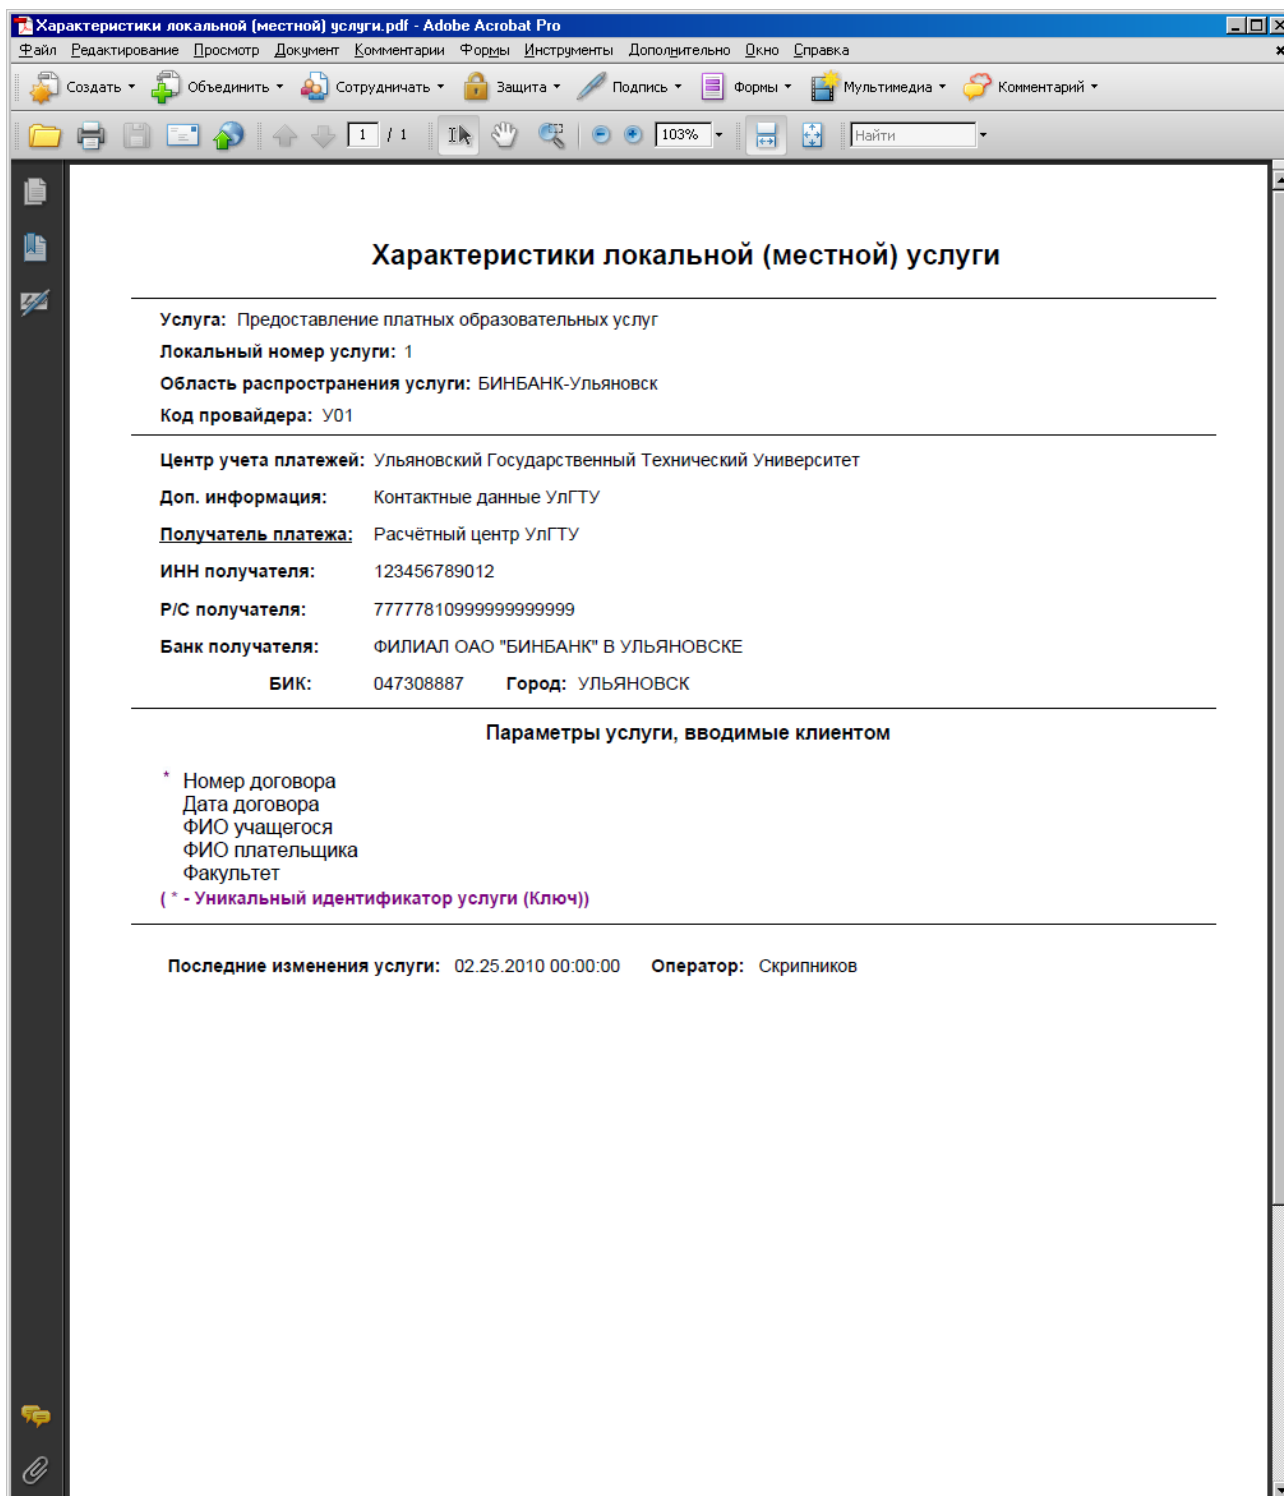 Характеристики локальной (местной) услуги.pdf - Adobe Acrobat Pro
Файл Редактирование Просмотр Документ Комментарии Формы Инструменты Дополнительно Окно Справка
Создать Объединить Сотрудничать Защита Подпись Формы Мультимедиа Комментарий
1 / 1 103% Найти
Характеристики локальной (местной) услуги
Услуга: Предоставление платных образовательных услуг
Локальный номер услуги: 1
Область распространения услуги: БИНБАНК-Ульяновск
Код провайдера: У01
Центр учета платежей: Ульяновский Государственный Технический Университет
Доп. информация: Контактные данные УлГТУ
Получатель платежа: Расчётный центр УлГТУ
ИНН получателя: 123456789012
Р/С получателя: 77777810999999999999
Банк получателя: ФИЛИАЛ ОАО "БИНБАНК" В УЛЬЯНОВСКЕ
БИК: 047308887 Город: УЛЬЯНОВСК
Параметры услуги, вводимые клиентом
* Номер договора
Дата договора
ФИО учащегося
ФИО плательщика
Факультет
( * - Уникальный идентификатор услуги (Ключ))
Последние изменения услуги: 02.25.2010 00:00:00 Оператор: Скрипников